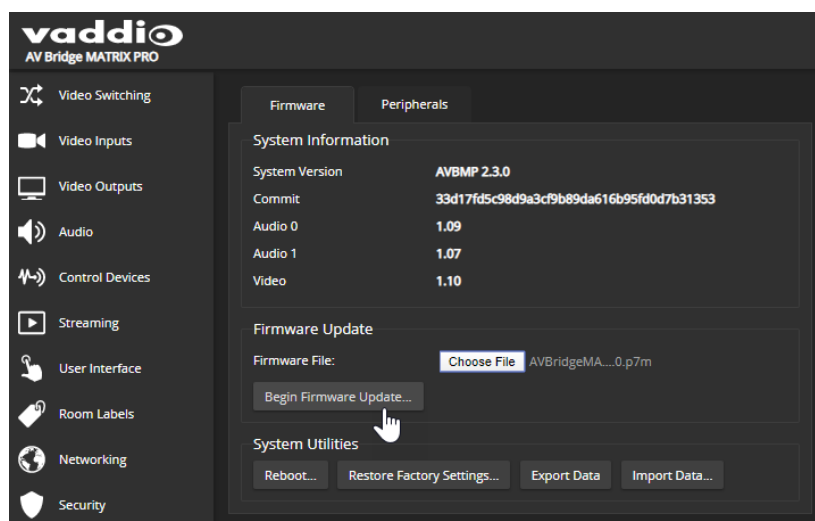 vaddio
AV Bridge MATRIX PRO
Video Switching
Video Inputs
Video Outputs
Audio
Control Devices
Streaming
User Interface
Room Labels
Networking
Security
Firmware
Peripherals
System Information
System Version AVBMP 2.3.0
Commit 33d17fd5c98d9a3cf9b89da616b95fd0d7b31353
Audio 0 1.09
Audio 1 1.07
Video 1.10
Firmware Update
Firmware File: Choose File AVBridgeMA....0.p7m
Begin Firmware Update...
System Utilities
Reboot... Restore Factory Settings... Export Data Import Data...